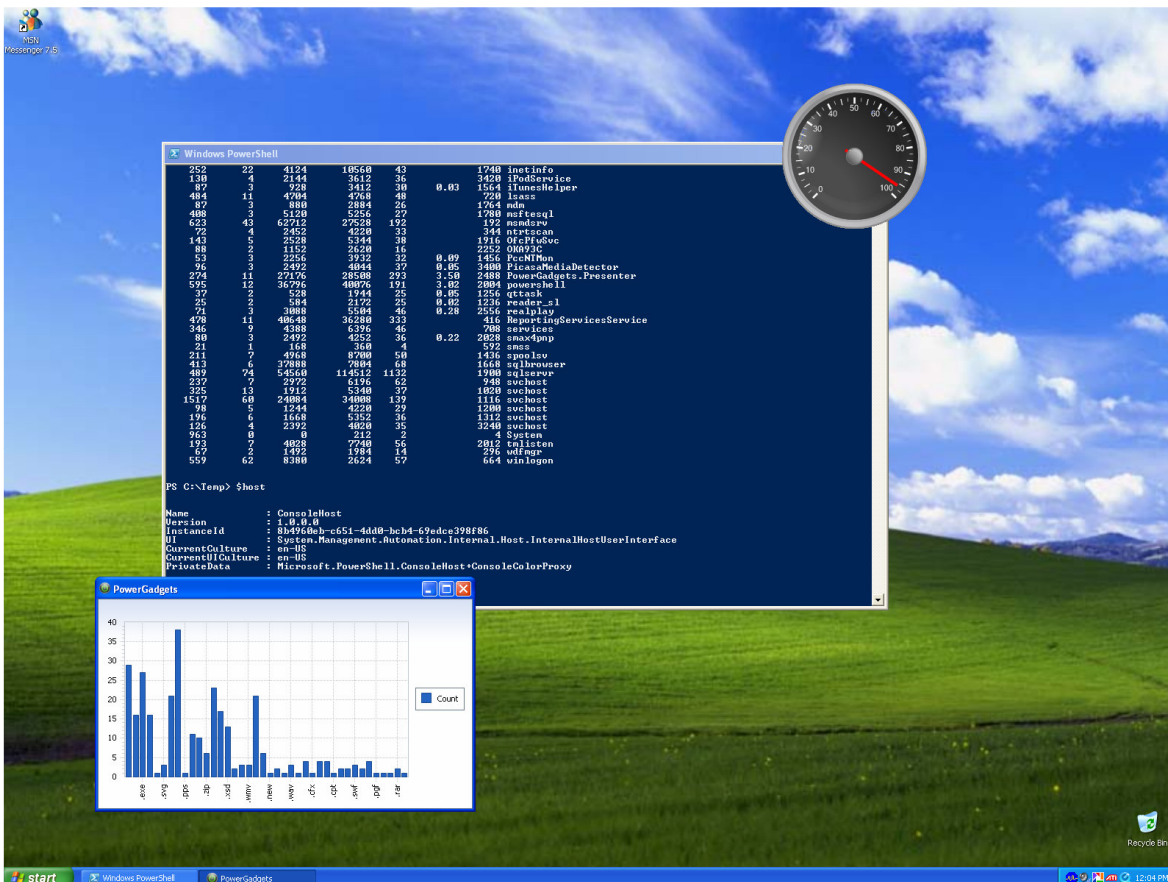 MSN
Messenger 7.5
0 10 20 30 40 50 60 70 80 90 100
Windows PowerShell
252 22 4124 10560 43 1740 inetinfo
130 4 2144 3612 36 3420 iPodService
87 3 928 3412 30 0.03 1564 iTunesHelper
484 11 4704 4768 48 720 lsass
87 3 880 2884 26 1764 mdm
408 3 5120 5256 27 1780 msftesql
623 43 62712 27528 192 192 msmdsrv
72 4 2452 4220 33 344 ntrtscan
143 5 2528 5344 38 1916 OfcPfwSvc
88 2 1152 2620 16 2252 OKA93C
53 3 2256 3932 32 0.09 1456 PccNTMon
96 3 2492 4044 37 0.05 3400 PicasaMediaDetector
274 11 27176 28508 293 3.50 2488 PowerGadgets.Presenter
595 12 36796 40076 191 3.02 2004 powershell
37 2 528 1944 25 0.05 1256 qttask
25 2 584 2172 25 0.02 1236 reader_sl
71 3 3088 5504 46 0.28 2556 realplay
478 11 40648 36280 333 416 ReportingServicesService
346 9 4388 6396 46 708 services
80 3 2492 4252 36 0.22 2028 smax4pnp
21 1 168 360 4 592 smss
211 7 4968 8700 50 1436 spoolsv
413 6 37888 7804 68 1668 sqlbrowser
489 74 54560 114512 1132 1900 sqlservr
237 7 2972 6196 62 948 svchost
325 13 1912 5340 37 1020 svchost
1517 60 24084 34008 139 1116 svchost
98 5 1244 4220 29 1200 svchost
196 6 1668 5352 36 1312 svchost
126 4 2392 4020 35 3240 svchost
963 0 0 212 2 4 System
193 7 4028 7740 56 2012 tmlisten
67 2 1492 1984 14 296 wdfmgr
559 62 8380 2624 57 664 winlogon
PS C:\Temp> $host
Name : ConsoleHost
Version : 1.0.0.0
InstanceId : 8b4960eb-c651-4dd0-bcb4-69edce398f86
UI : System.Management.Automation.Internal.Host.InternalHostUserInterface
CurrentCulture : en-US
CurrentUICulture : en-US
PrivateData : Microsoft.PowerShell.ConsoleHost+ConsoleColorProxy
PowerGadgets
40
35
30
25
20
15
10
5
0
Count
.exe .svg .pps .zip .xsd .wmv .new .wav .cfx .cpt .swf .pgf .rar
Recycle Bin
start Windows PowerShell PowerGadgets 12:04 PM